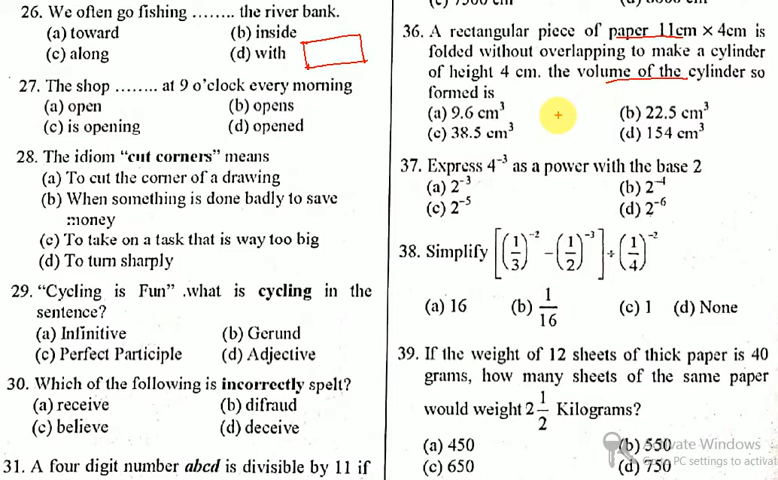 26. We often go fishing ........ the river bank.
(a) toward (b) inside
(c) along (d) with
27. The shop ........ at 9 o'clock every morning
(a) open (b) opens
(c) is opening (d) opened
28. The idiom "cut corners" means
(a) To cut the corner of a drawing
(b) When something is done badly to save
money
(c) To take on a task that is way too big
(d) To turn sharply
29. "Cycling is Fun" .what is cycling in the
sentence?
(a) Infinitive (b) Gerund
(c) Perfect Participle (d) Adjective
30. Which of the following is incorrectly spelt?
(a) receive (b) difraud
(c) believe (d) deceive
31. A four digit number abcd is divisible by 11 if
36. A rectangular piece of paper 11cm × 4cm is
folded without overlapping to make a cylinder
of height 4 cm. the volume of the cylinder so
formed is
(a) 9.6 cm³ (b) 22.5 cm³
(c) 38.5 cm³ (d) 154 cm³
37. Express 4⁻³ as a power with the base 2
(a) 2⁻³ (b) 2⁻⁴
(c) 2⁻⁵ (d) 2⁻⁶
38. Simplify [(1/3)⁻² − (1/2)⁻³] ÷ (1/4)⁻²
(a) 16 (b) 1/16 (c) 1 (d) None
39. If the weight of 12 sheets of thick paper is 40
grams, how many sheets of the same paper
would weight 2 1/2 Kilograms?
(a) 450 (b) 550
(c) 650 (d) 750
Activate Windows
Go to PC settings to activat